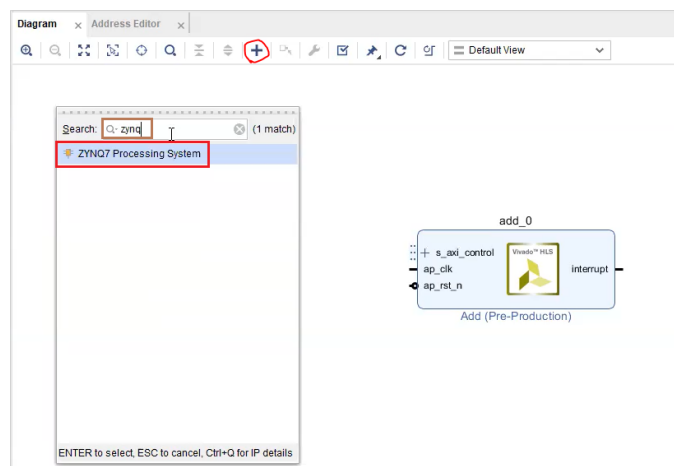 Diagram × Address Editor ×
Default View
Search: zynq (1 match)
ZYNQ7 Processing System
add_0
s_axi_control
Vivado™ HLS
ap_clk
interrupt
ap_rst_n
Add (Pre-Production)
ENTER to select, ESC to cancel, Ctrl+Q for IP details